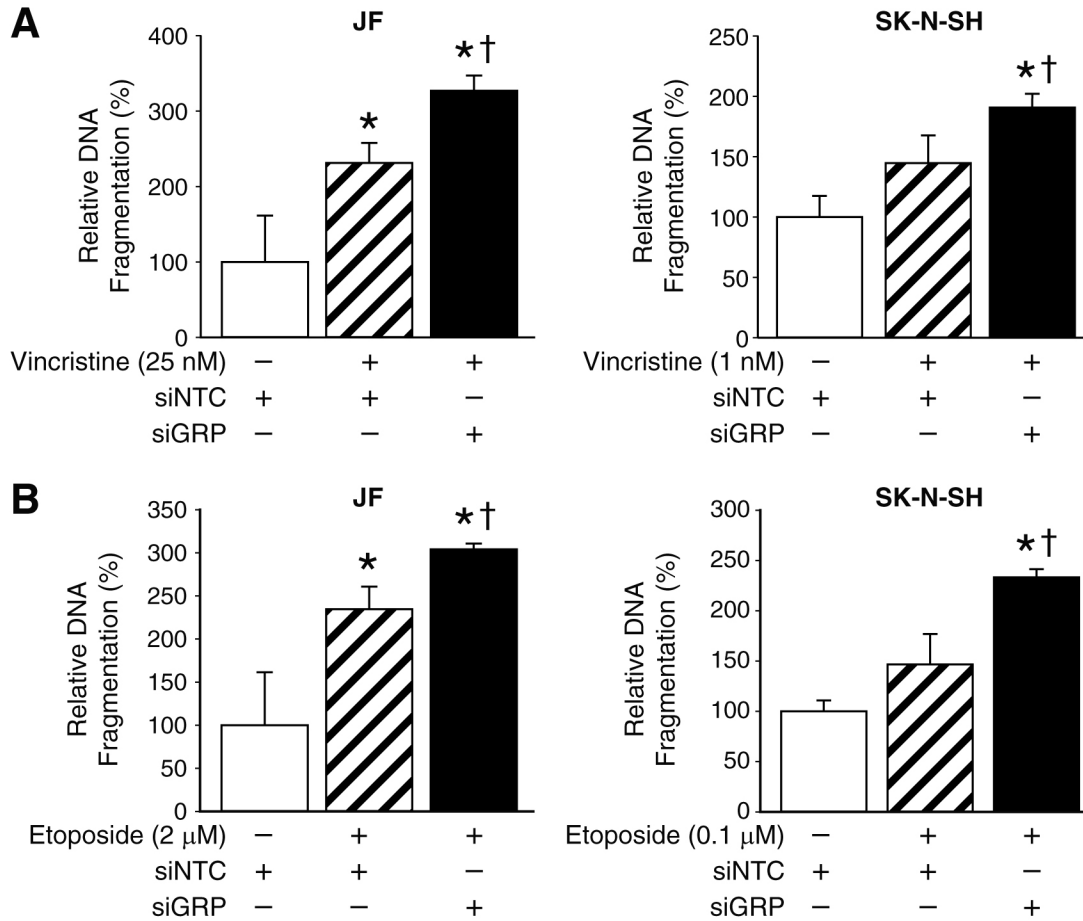 A
JF
SK-N-SH
Relative DNA
Fragmentation (%)
400
300
200
100
0
* 
* †
Relative DNA
Fragmentation (%)
250
200
150
100
50
0
* †
Vincristine (25 nM) – + +
siNTC + + –
siGRP – – +
Vincristine (1 nM) – + +
siNTC + + –
siGRP – – +
B
JF
SK-N-SH
Relative DNA
Fragmentation (%)
350
300
250
200
150
100
50
0
*
* †
Relative DNA
Fragmentation (%)
300
250
200
150
100
50
0
* †
Etoposide (2 μM) – + +
siNTC + + –
siGRP – – +
Etoposide (0.1 μM) – + +
siNTC + + –
siGRP – – +